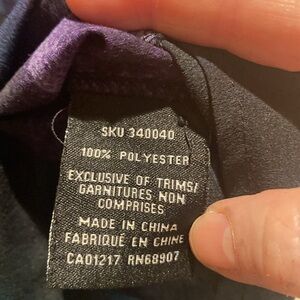 SKU 340040
100% POLYESTER
EXCLUSIVE OF TRIMS/
GARNITURES NON
COMPRISES
MADE IN CHINA
FABRIQUÉ EN CHINE
CA01217 RN68907